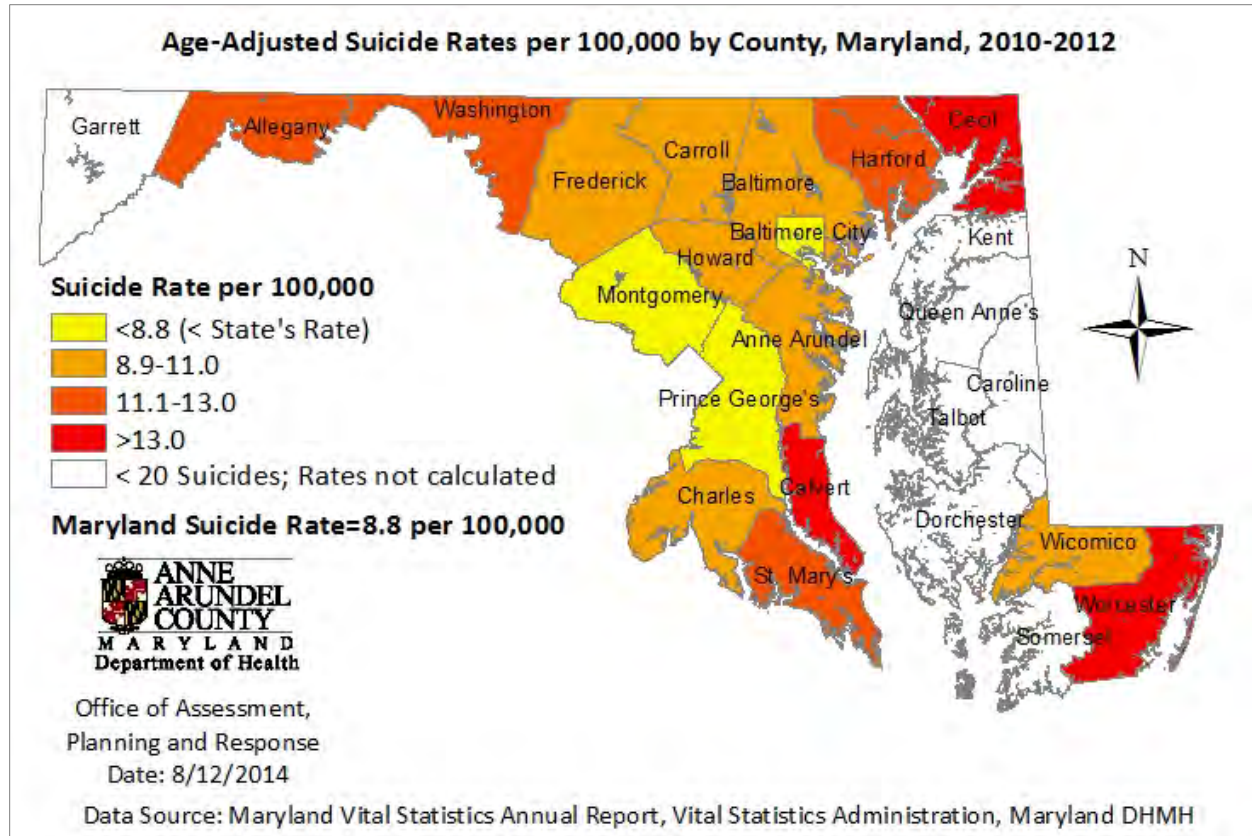 Age-Adjusted Suicide Rates per 100,000 by County, Maryland, 2010-2012
Garrett
Allegany
Washington
Frederick
Carroll
Baltimore
Harford
Cecil
Baltimore City
Howard
Montgomery
Anne Arundel
Prince George's
Kent
Queen Anne's
Caroline
Talbot
Calvert
Charles
St. Mary's
Dorchester
Wicomico
Worcester
Somerset
N
Suicide Rate per 100,000
<8.8 (< State's Rate)
8.9-11.0
11.1-13.0
>13.0
< 20 Suicides; Rates not calculated
Maryland Suicide Rate=8.8 per 100,000
ANNE
ARUNDEL
COUNTY
MARYLAND
Department of Health
Office of Assessment,
Planning and Response
Date: 8/12/2014
Data Source: Maryland Vital Statistics Annual Report, Vital Statistics Administration, Maryland DHMH